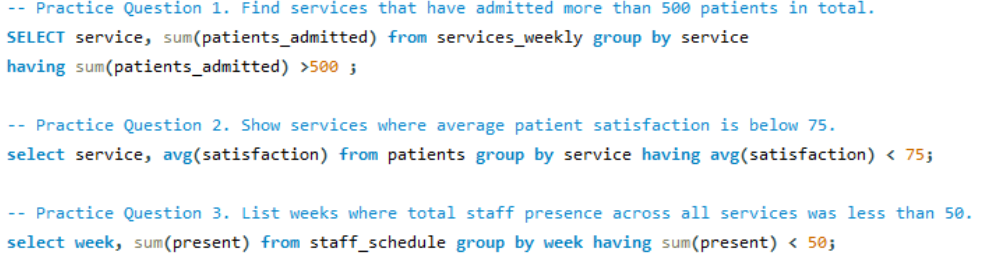 -- Practice Question 1. Find services that have admitted more than 500 patients in total.
SELECT service, sum(patients_admitted) from services_weekly group by service
having sum(patients_admitted) >500 ;
-- Practice Question 2. Show services where average patient satisfaction is below 75.
select service, avg(satisfaction) from patients group by service having avg(satisfaction) < 75;
-- Practice Question 3. List weeks where total staff presence across all services was less than 50.
select week, sum(present) from staff_schedule group by week having sum(present) < 50;